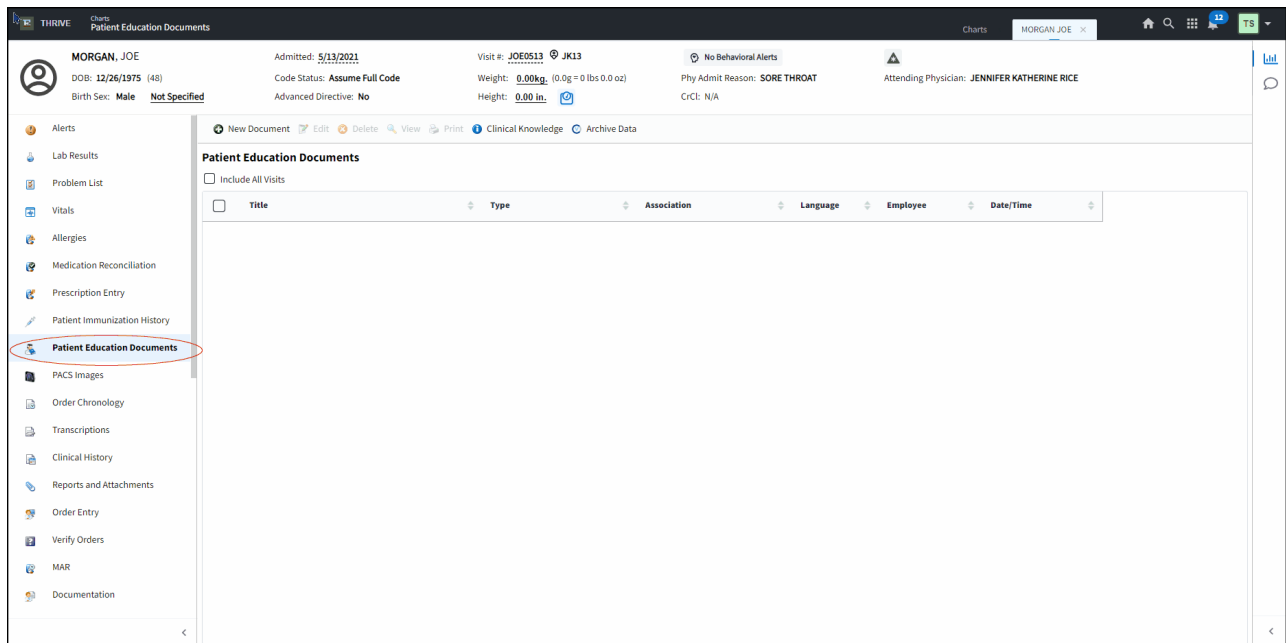 THRIVE
Charts
Patient Education Documents
Charts
MORGAN JOE
12
TS
MORGAN, JOE
DOB: 12/26/1975 (48)
Birth Sex: Male Not Specified
Admitted: 5/13/2021
Code Status: Assume Full Code
Advanced Directive: No
Visit #: JOE0513 JK13
Weight: 0.00kg. (0.0g = 0 lbs 0.0 oz)
Height: 0.00 in.
No Behavioral Alerts
Phy Admit Reason: SORE THROAT
CrCl: N/A
Attending Physician: JENNIFER KATHERINE RICE
Alerts
Lab Results
Problem List
Vitals
Allergies
Medication Reconciliation
Prescription Entry
Patient Immunization History
Patient Education Documents
PACS Images
Order Chronology
Transcriptions
Clinical History
Reports and Attachments
Order Entry
Verify Orders
MAR
Documentation
New Document Edit Delete View Print Clinical Knowledge Archive Data
Patient Education Documents
Include All Visits
Title Type Association Language Employee Date/Time